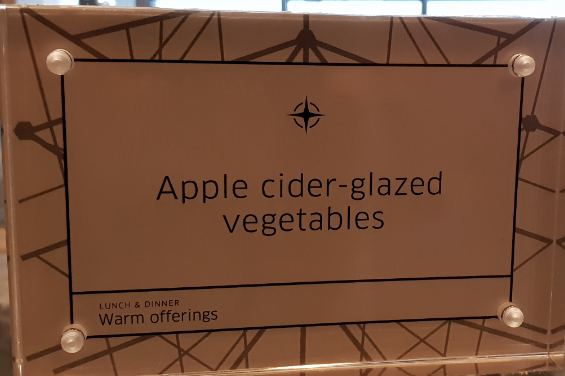 Apple cider-glazed
vegetables
LUNCH & DINNER
Warm offerings